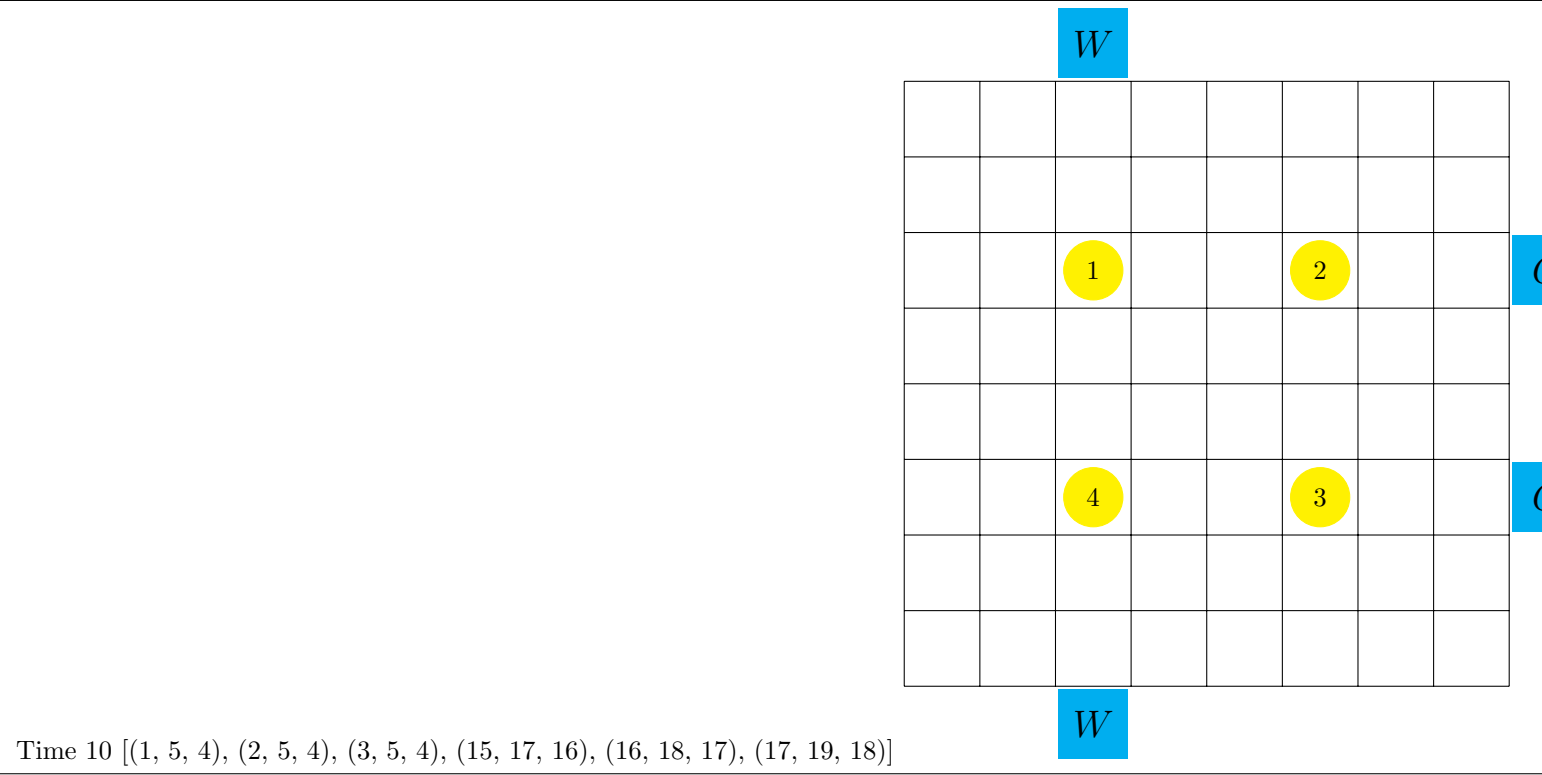 W
1 2
4 3
W
Time 10 [(1, 5, 4), (2, 5, 4), (3, 5, 4), (15, 17, 16), (16, 18, 17), (17, 19, 18)]